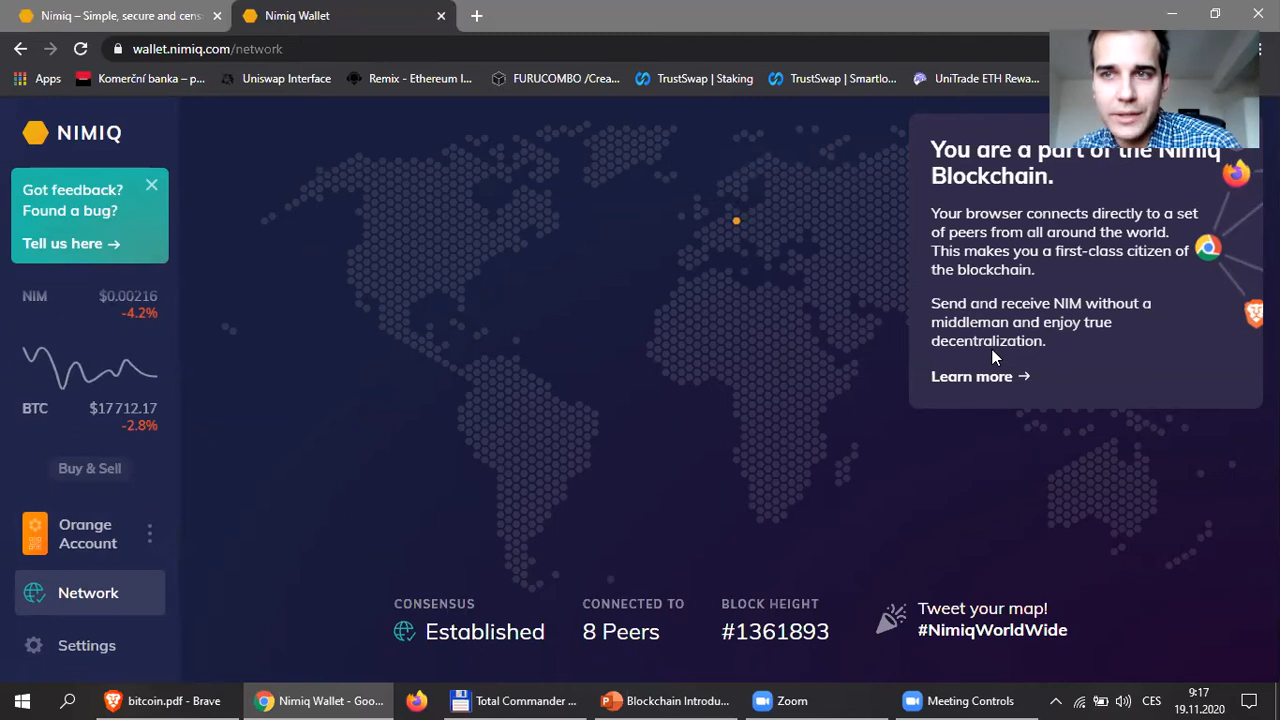 Nimiq – Simple, secure and cens
Nimiq Wallet
wallet.nimiq.com/network
Apps
Komerční banka – p...
Uniswap Interface
Remix - Ethereum I...
FURUCOMBO /Crea...
TrustSwap | Staking
TrustSwap | Smartlo...
UniTrade ETH Rewa...
NIMIQ
Got feedback?
Found a bug?
Tell us here →
NIM $0.00216
-4.2%
BTC $17 712.17
-2.8%
Buy & Sell
Orange
Account
Network
Settings
You are a part of the Nimiq
Blockchain.
Your browser connects directly to a set
of peers from all around the world.
This makes you a first-class citizen of
the blockchain.
Send and receive NIM without a
middleman and enjoy true
decentralization.
Learn more →
CONSENSUS
Established
CONNECTED TO
8 Peers
BLOCK HEIGHT
#1361893
Tweet your map!
#NimiqWorldWide
bitcoin.pdf - Brave
Nimiq Wallet - Goo...
Total Commander ...
Blockchain Introdu...
Zoom
Meeting Controls
CES
9:17
19.11.2020